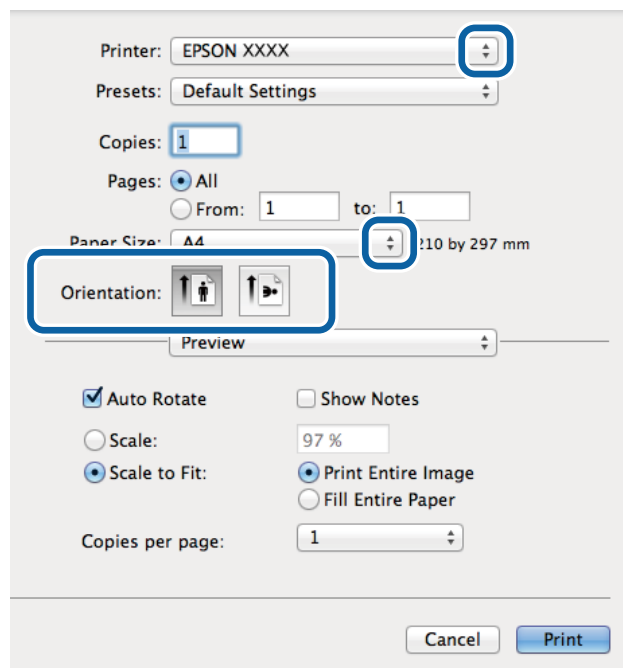 Printer: EPSON XXXX
Presets: Default Settings
Copies: 1
Pages: All
From: 1 to: 1
Paper Size: A4 210 by 297 mm
Orientation:
Preview
Auto Rotate Show Notes
Scale: 97 %
Scale to Fit: Print Entire Image
Fill Entire Paper
Copies per page: 1
Cancel Print